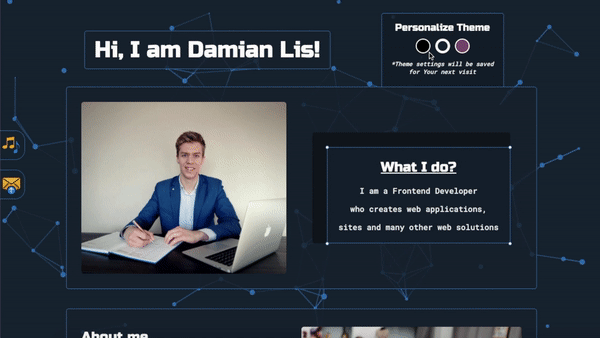 Personalize Theme
Hi, I am Damian Lis!
*Theme settings will be saved
for Your next visit
What I do?
I am a Frontend Developer
who creates web applications,
sites and many other web solutions
About me